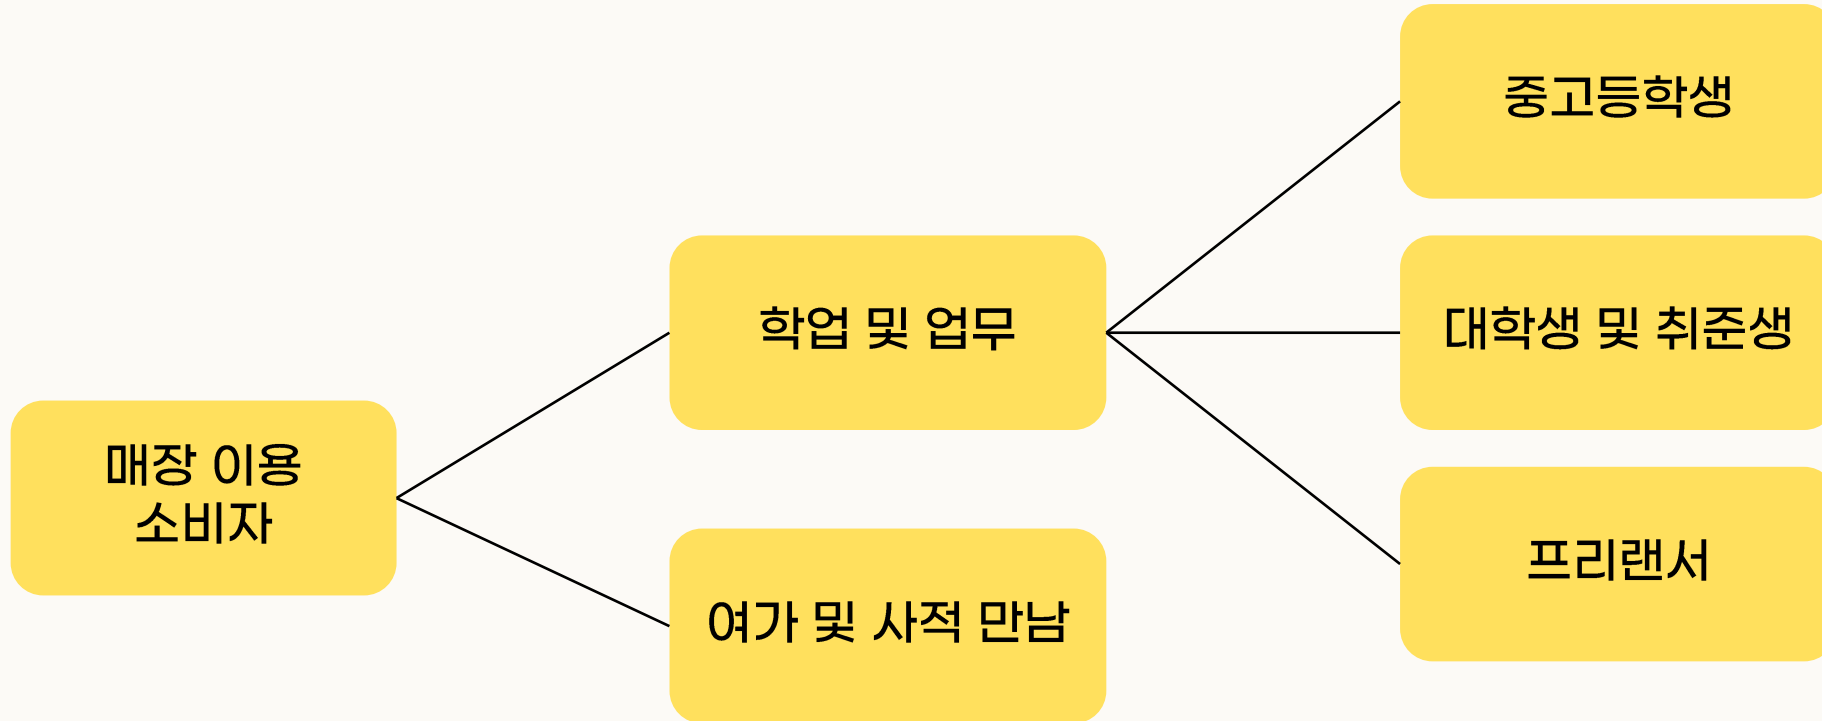 매장 이용
소비자
학업 및 업무
여가 및 사적 만남
중고등학생
대학생 및 취준생
프리랜서